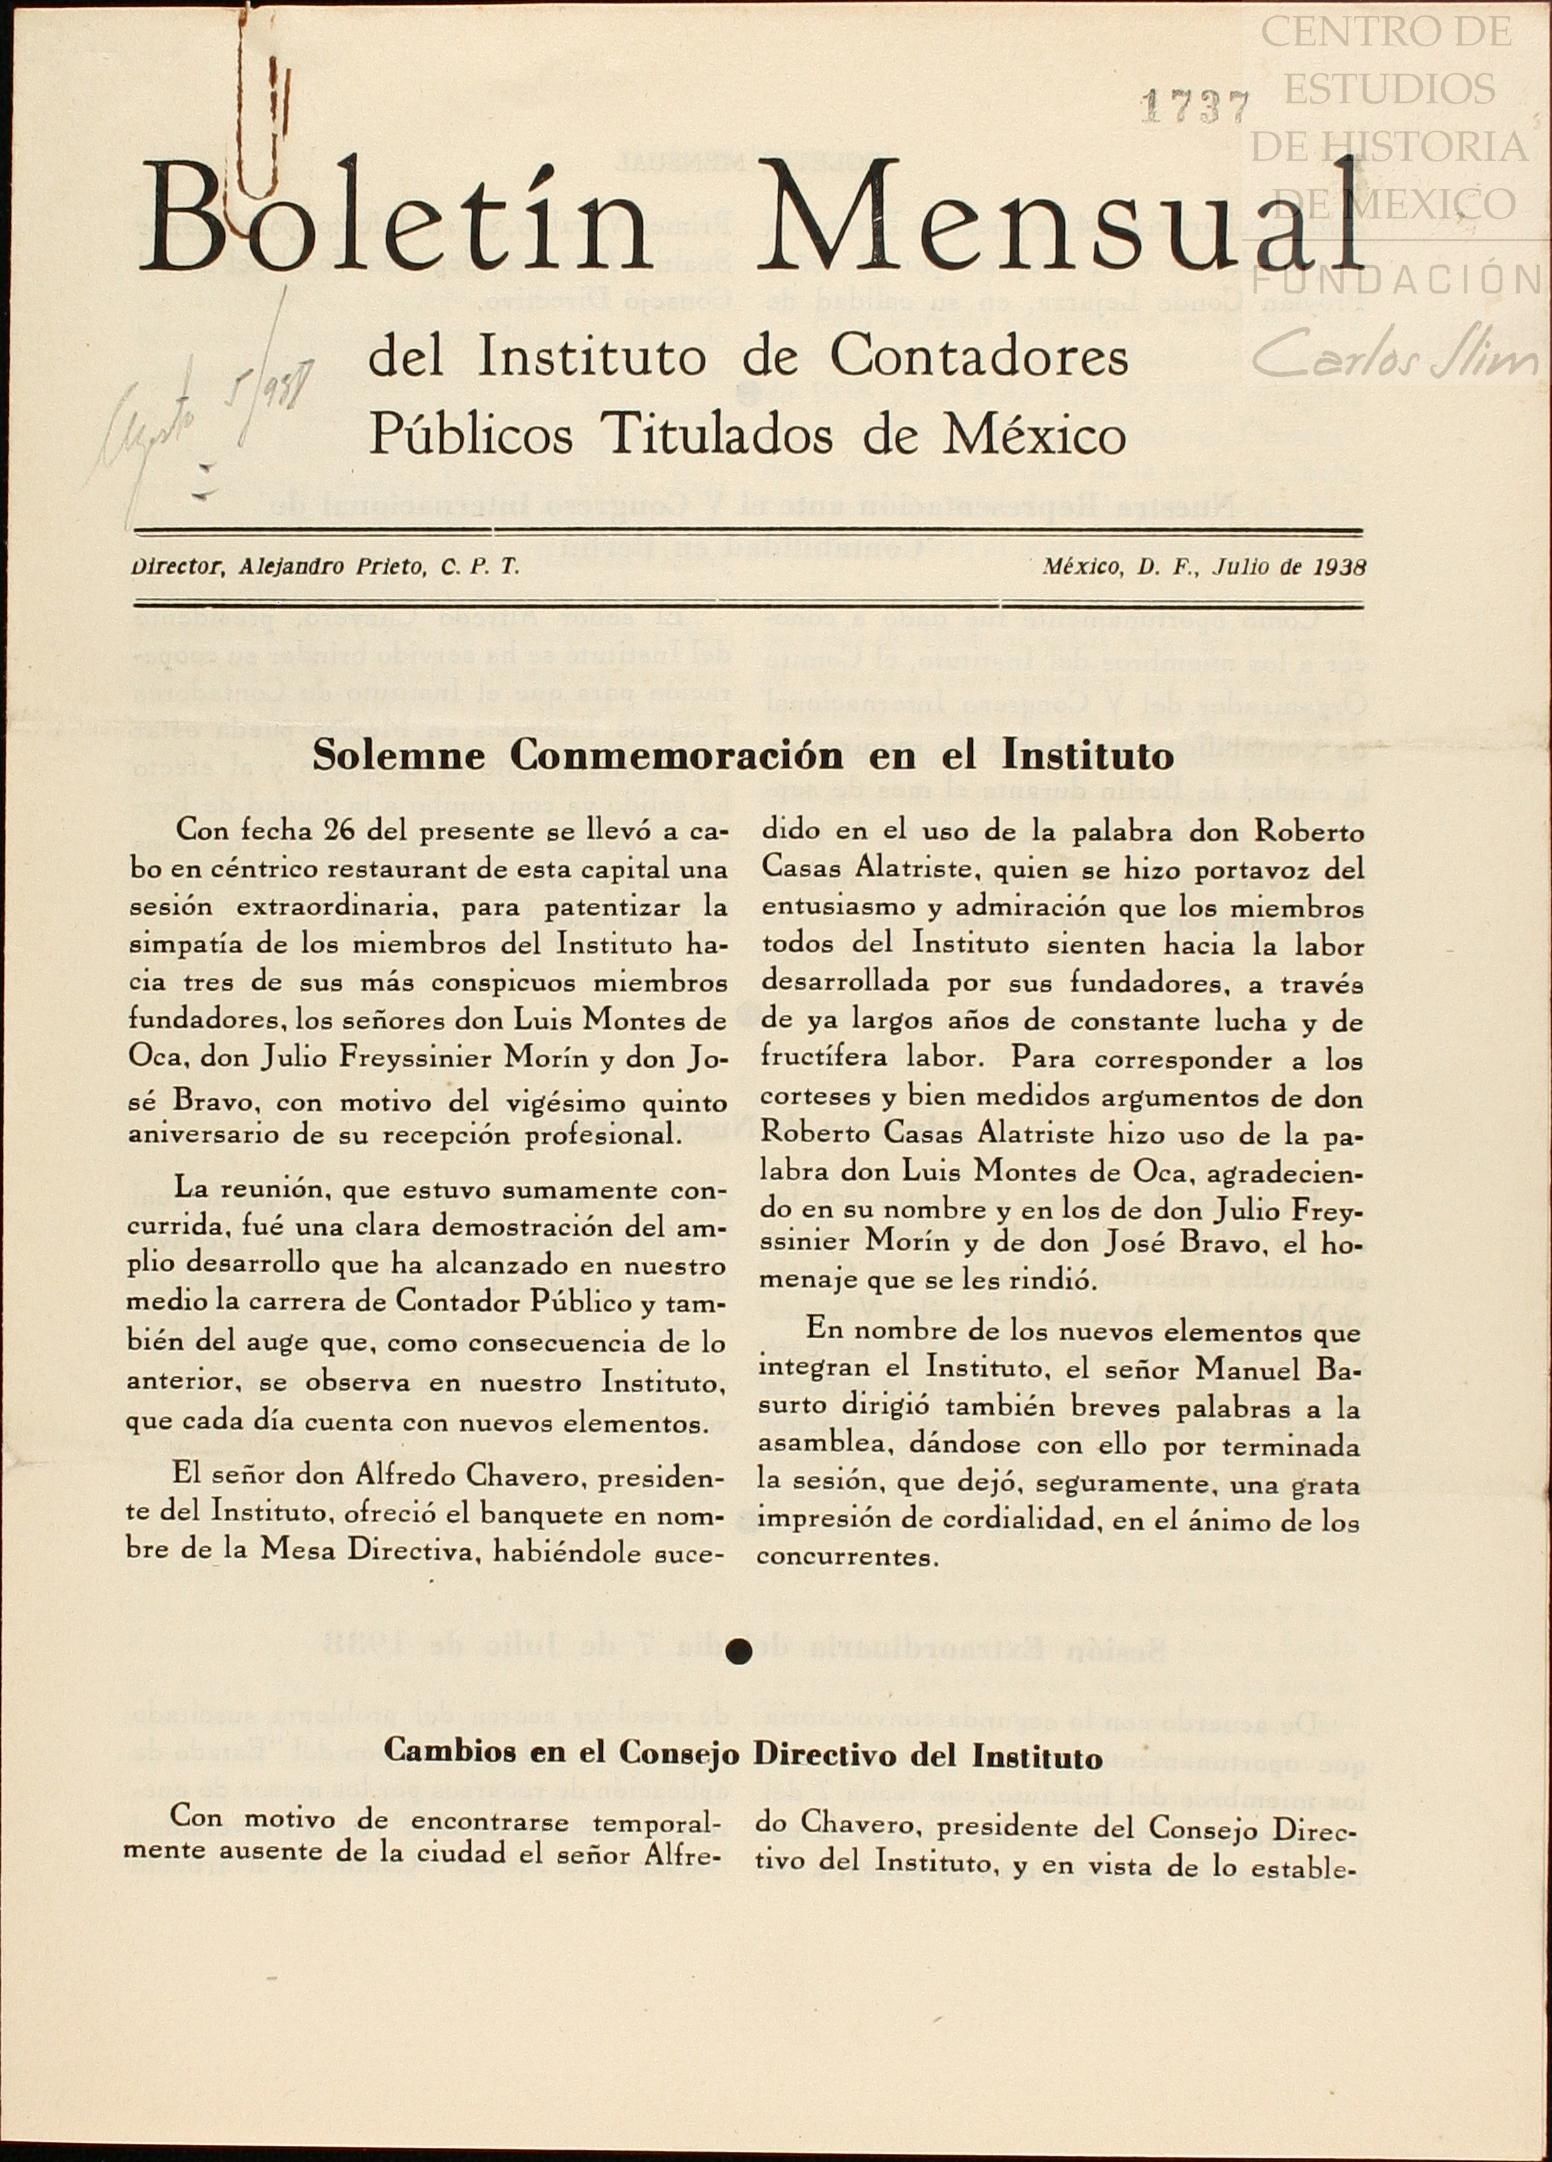 CENTRO DE
ESTUDIOS
DE HISTORIA
DE MEXICO
FUNDACIÓN
Carlos Slim
1737
Boletín Mensual
del Instituto de Contadores
Públicos Titulados de México
Agosto 5/938
Director, Alejandro Prieto, C. P. T.
México, D. F., Julio de 1938
Solemne Conmemoración en el Instituto
Con fecha 26 del presente se llevó a ca-
bo en céntrico restaurant de esta capital una
sesión extraordinaria, para patentizar la
simpatía de los miembros del Instituto ha-
cia tres de sus más conspicuos miembros
fundadores, los señores don Luis Montes de
Oca, don Julio Freyssinier Morín y don Jo-
sé Bravo, con motivo del vigésimo quinto
aniversario de su recepción profesional.
La reunión, que estuvo sumamente con-
currida, fué una clara demostración del am-
plio desarrollo que ha alcanzado en nuestro
medio la carrera de Contador Público y tam-
bién del auge que, como consecuencia de lo
anterior, se observa en nuestro Instituto,
que cada día cuenta con nuevos elementos.
El señor don Alfredo Chavero, presiden-
te del Instituto, ofreció el banquete en nom-
bre de la Mesa Directiva, habiéndole suce-
dido en el uso de la palabra don Roberto
Casas Alatriste, quien se hizo portavoz del
entusiasmo y admiración que los miembros
todos del Instituto sienten hacia la labor
desarrollada por sus fundadores, a través
de ya largos años de constante lucha y de
fructífera labor. Para corresponder a los
corteses y bien medidos argumentos de don
Roberto Casas Alatriste hizo uso de la pa-
labra don Luis Montes de Oca, agradecien-
do en su nombre y en los de don Julio Frey-
ssinier Morín y de don José Bravo, el ho-
menaje que se les rindió.
En nombre de los nuevos elementos que
integran el Instituto, el señor Manuel Ba-
surto dirigió también breves palabras a la
asamblea, dándose con ello por terminada
la sesión, que dejó, seguramente, una grata
impresión de cordialidad, en el ánimo de los
concurrentes.
Cambios en el Consejo Directivo del Instituto
Con motivo de encontrarse temporal-
mente ausente de la ciudad el señor Alfre-
do Chavero, presidente del Consejo Direc-
tivo del Instituto, y en vista de lo estable-